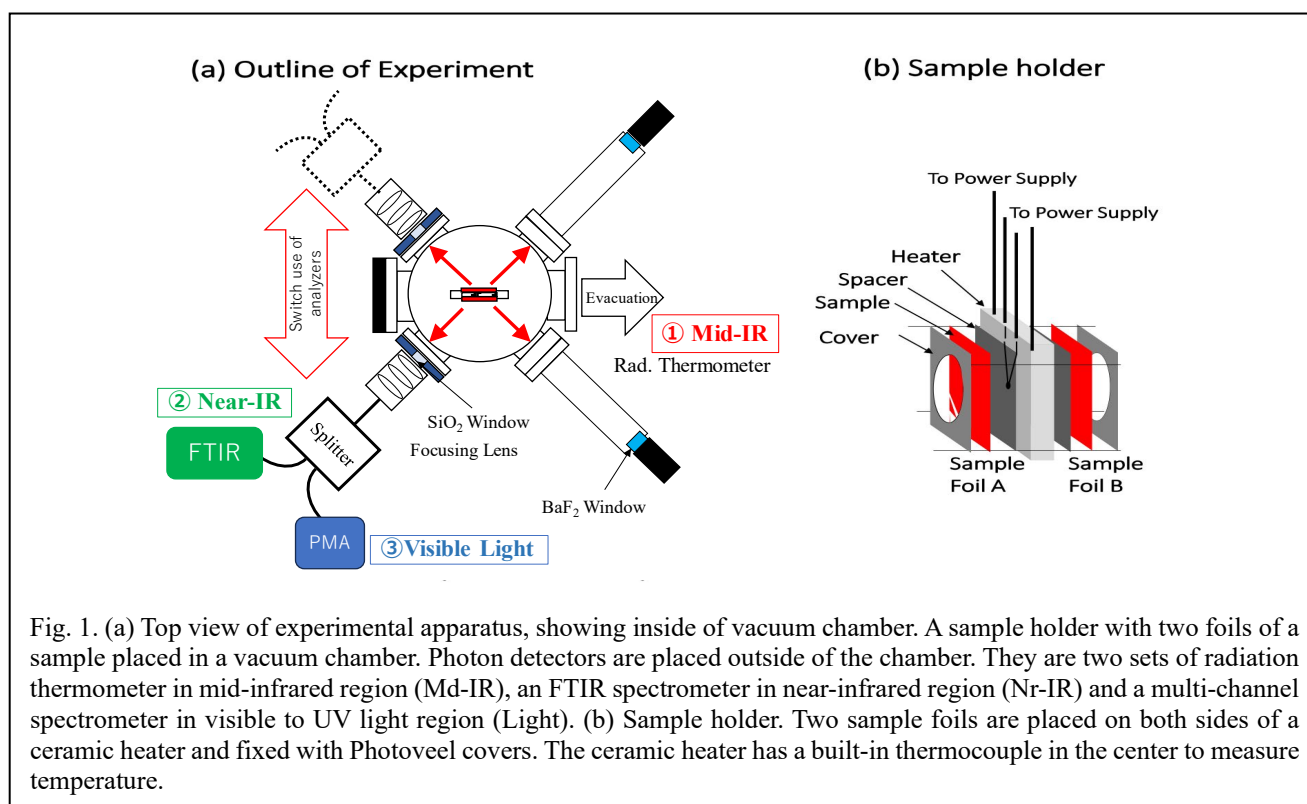 (a) Outline of Experiment
(b) Sample holder
Switch use of
analyzers
Evacuation
① Mid-IR
Rad. Thermometer
② Near-IR
SiO₂ Window
Focusing Lens
Splitter
FTIR
BaF₂ Window
PMA
③Visible Light
To Power Supply
To Power Supply
Heater
Spacer
Sample
Cover
Sample
Foil A
Sample
Foil B
Fig. 1. (a) Top view of experimental apparatus, showing inside of vacuum chamber. A sample holder with two foils of a
sample placed in a vacuum chamber. Photon detectors are placed outside of the chamber. They are two sets of radiation
thermometer in mid-infrared region (Md-IR), an FTIR spectrometer in near-infrared region (Nr-IR) and a multi-channel
spectrometer in visible to UV light region (Light). (b) Sample holder. Two sample foils are placed on both sides of a
ceramic heater and fixed with Photoveel covers. The ceramic heater has a built-in thermocouple in the center to measure
temperature.